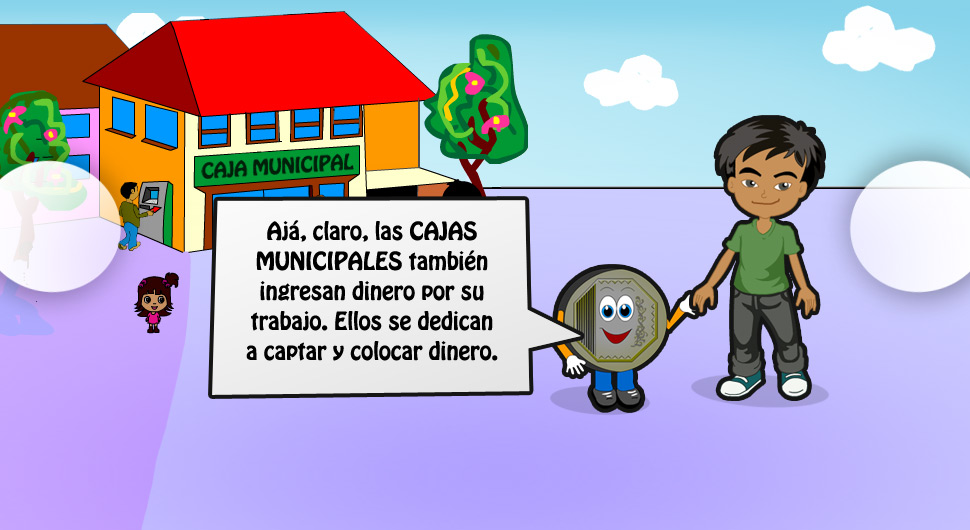 CAJA MUNICIPAL
Ajá, claro, las CAJAS
MUNICIPALES también
ingresan dinero por su
trabajo. Ellos se dedican
a captar y colocar dinero.